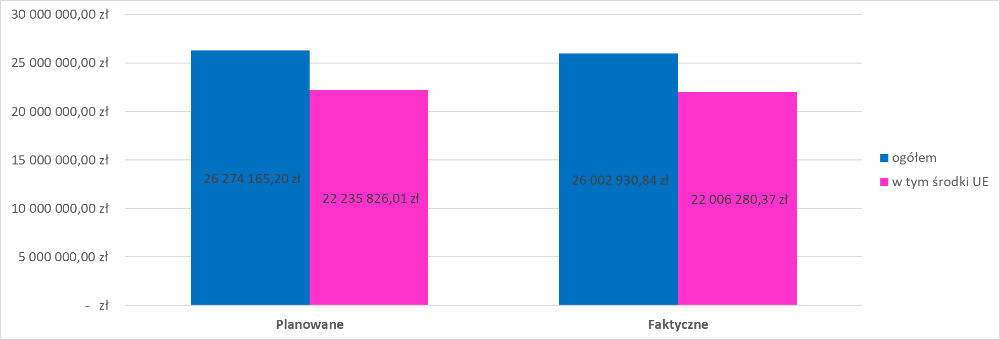 30 000 000,00 zł
25 000 000,00 zł
20 000 000,00 zł
15 000 000,00 zł
10 000 000,00 zł
5 000 000,00 zł
- zł
26 274 165,20 zł
22 235 826,01 zł
26 002 930,84 zł
22 006 280,37 zł
Planowane
Faktyczne
ogółem
w tym środki UE